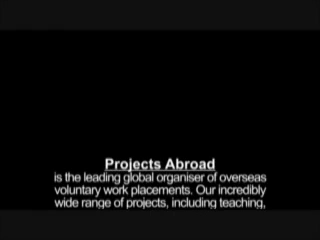 Projects Abroad
is the leading global organiser of overseas
voluntary work placements. Our incredibly
wide range of projects, including teaching,